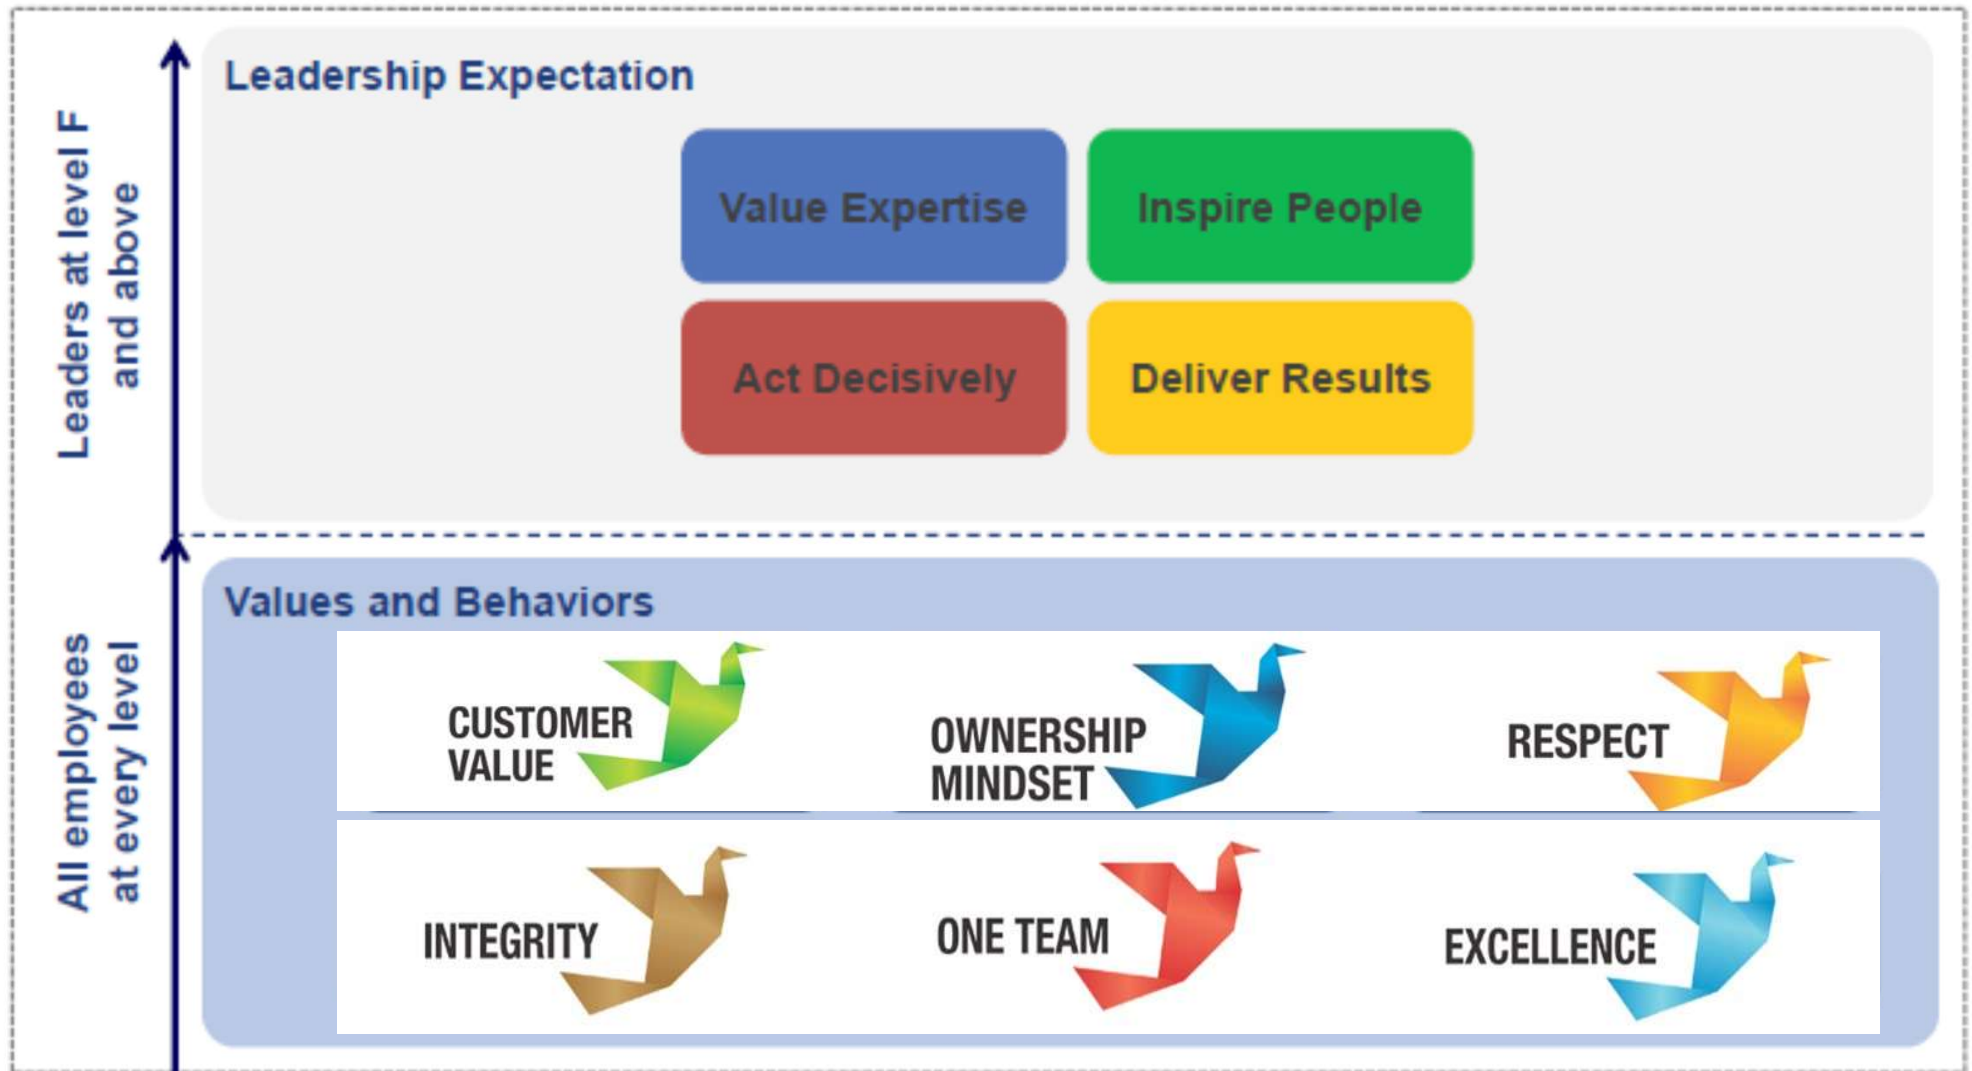 Leaders at level F
and above
Leadership Expectation
Value Expertise
Inspire People
Act Decisively
Deliver Results
All employees
at every level
Values and Behaviors
CUSTOMER
VALUE
OWNERSHIP
MINDSET
RESPECT
INTEGRITY
ONE TEAM
EXCELLENCE